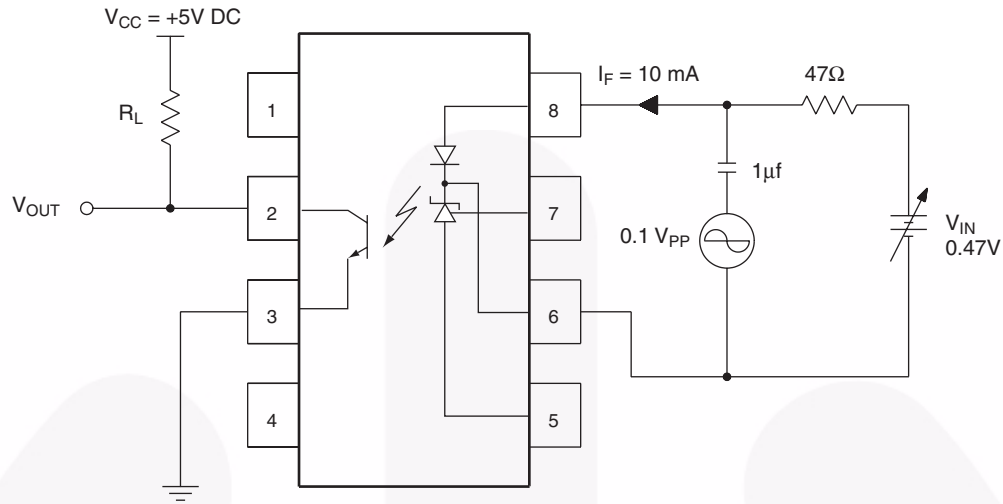 V_CC = +5V DC
R_L
V_OUT
1
2
3
4
8
7
6
5
I_F = 10 mA
47Ω
1μf
0.1 V_PP
V_IN
0.47V